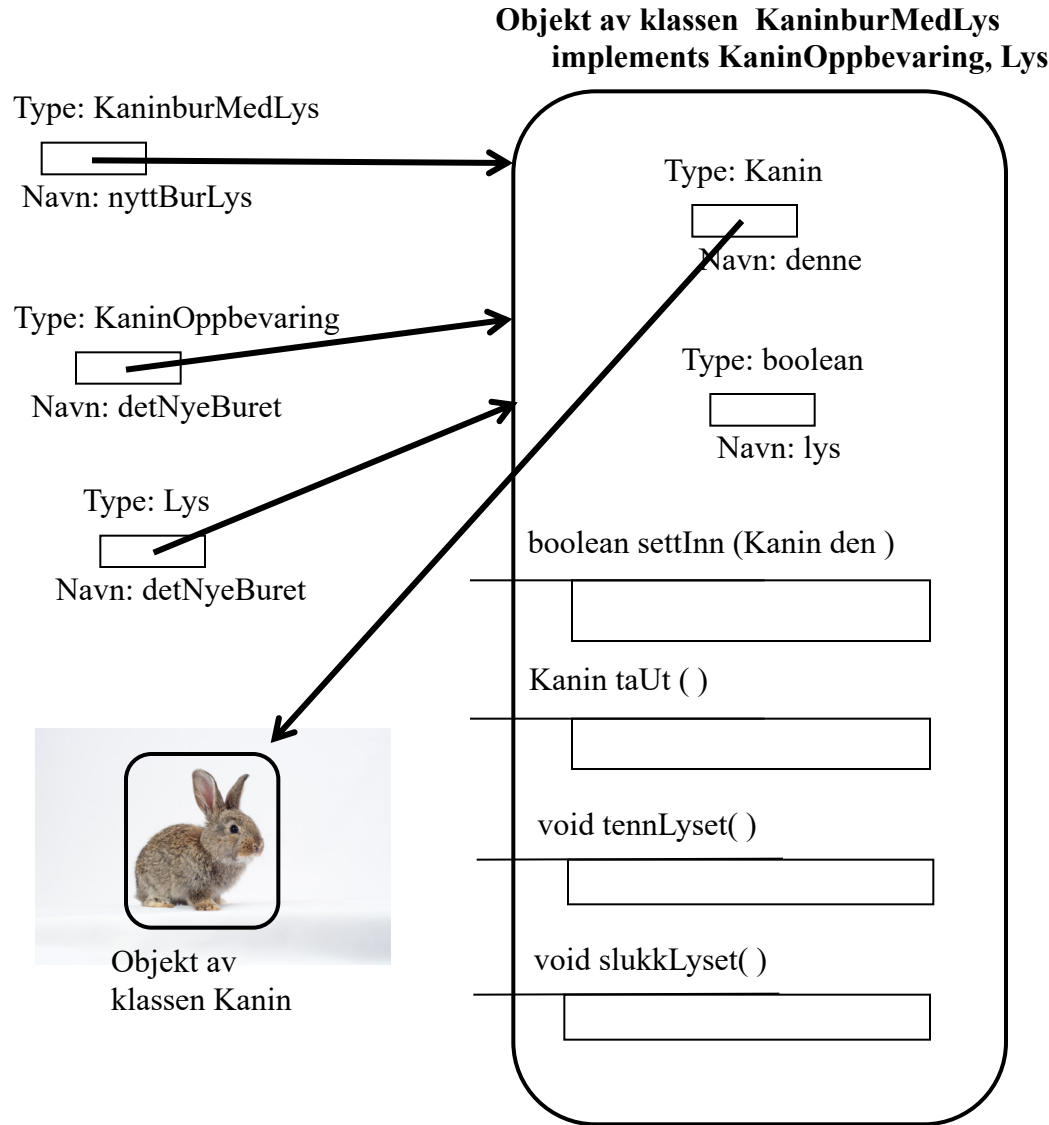 Objekt av klassen KaninburMedLys
implements KaninOppbevaring, Lys
Type: KaninburMedLys
Navn: nyttBurLys
Type: KaninOppbevaring
Navn: detNyeBuret
Type: Lys
Navn: detNyeBuret
Objekt av
klassen Kanin
Type: Kanin
Navn: denne
Type: boolean
Navn: lys
boolean settInn (Kanin den )
Kanin taUt ( )
void tennLyset( )
void slukkLyset( )